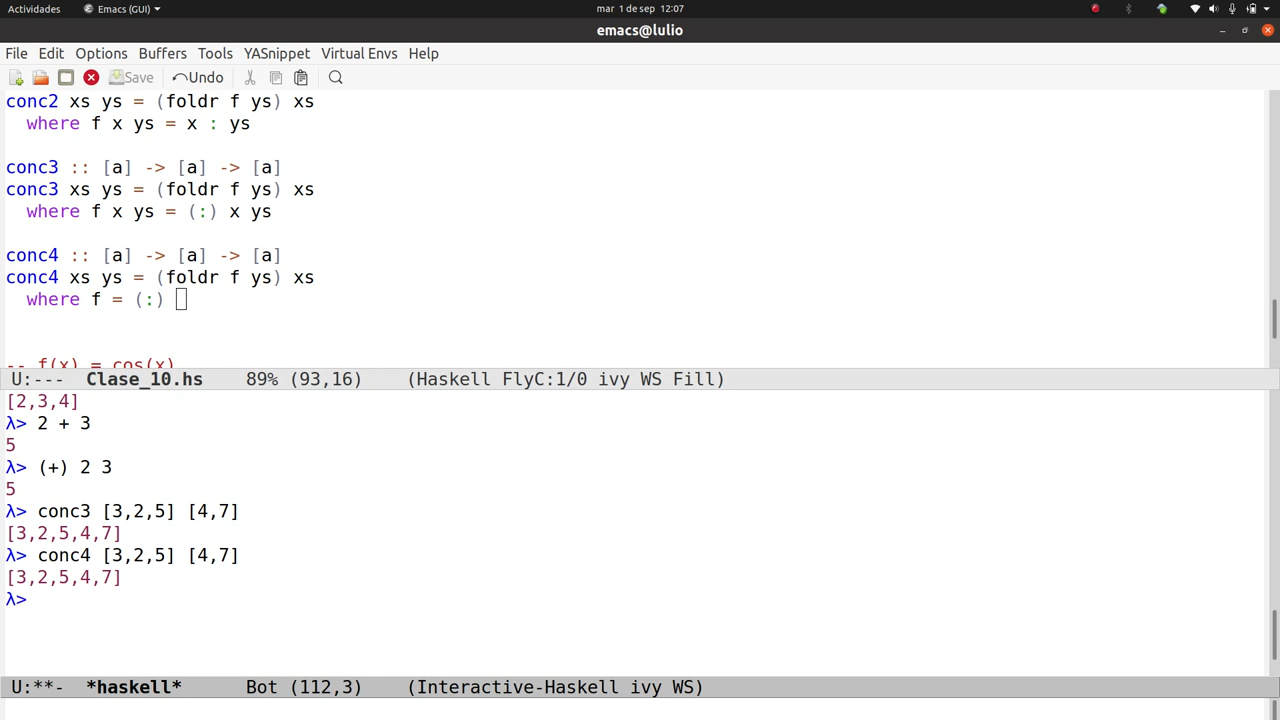 Actividades Emacs (GUI) mar 1 de sep 12:07
emacs@lulio
File Edit Options Buffers Tools YASnippet Virtual Envs Help
Save Undo
conc2 xs ys = (foldr f ys) xs
where f x ys = x : ys
conc3 :: [a] -> [a] -> [a]
conc3 xs ys = (foldr f ys) xs
where f x ys = (:) x ys
conc4 :: [a] -> [a] -> [a]
conc4 xs ys = (foldr f ys) xs
where f = (:)
-- f(x) = cos(x)
U:--- Clase_10.hs 89% (93,16) (Haskell FlyC:1/0 ivy WS Fill)
[2,3,4]
λ> 2 + 3
5
λ> (+) 2 3
5
λ> conc3 [3,2,5] [4,7]
[3,2,5,4,7]
λ> conc4 [3,2,5] [4,7]
[3,2,5,4,7]
λ>
U:**- *haskell* Bot (112,3) (Interactive-Haskell ivy WS)